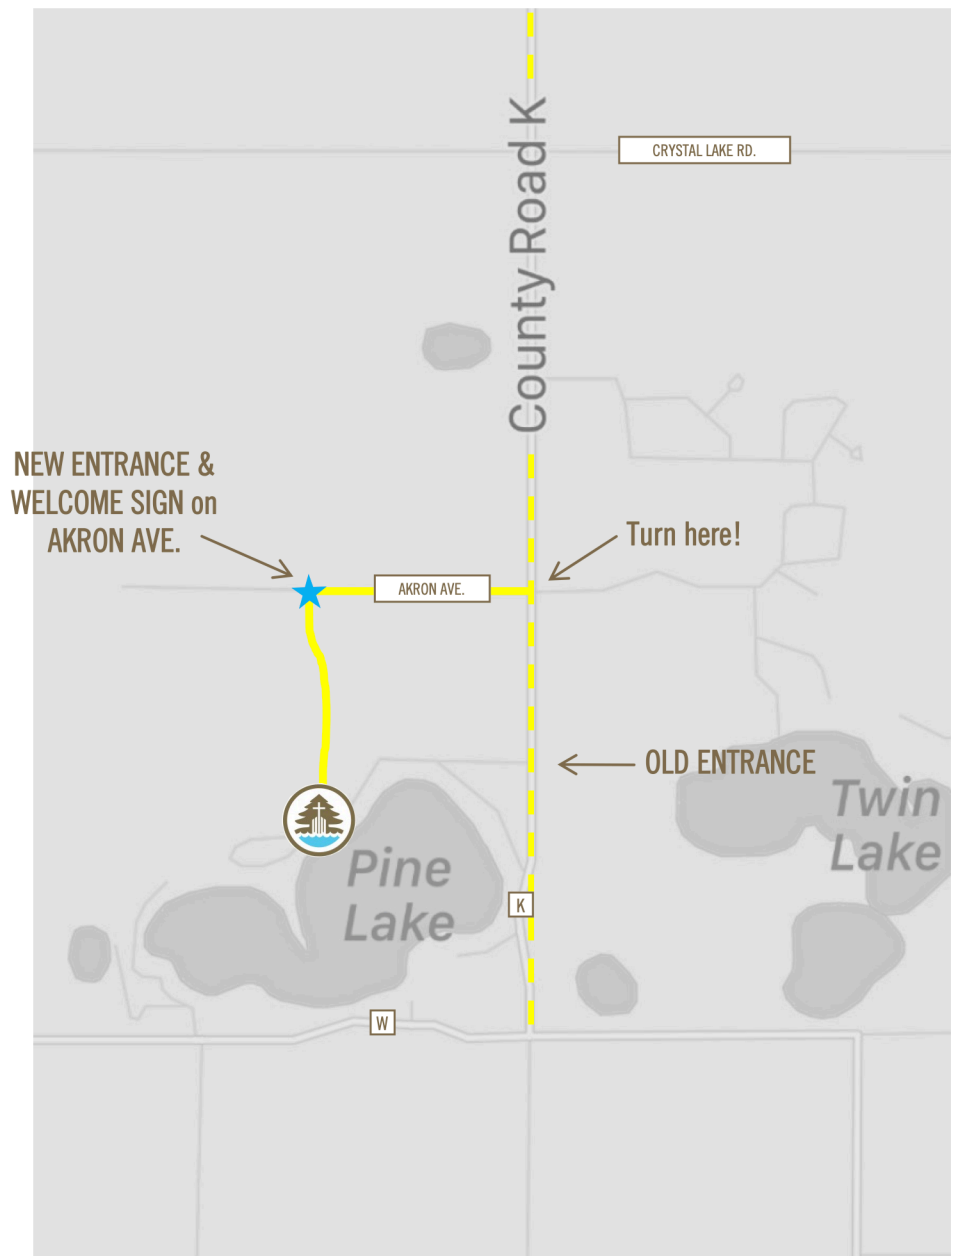 County Road K
CRYSTAL LAKE RD.
NEW ENTRANCE &
WELCOME SIGN on
AKRON AVE.
Turn here!
AKRON AVE.
OLD ENTRANCE
Twin
Lake
Pine
Lake
K
W